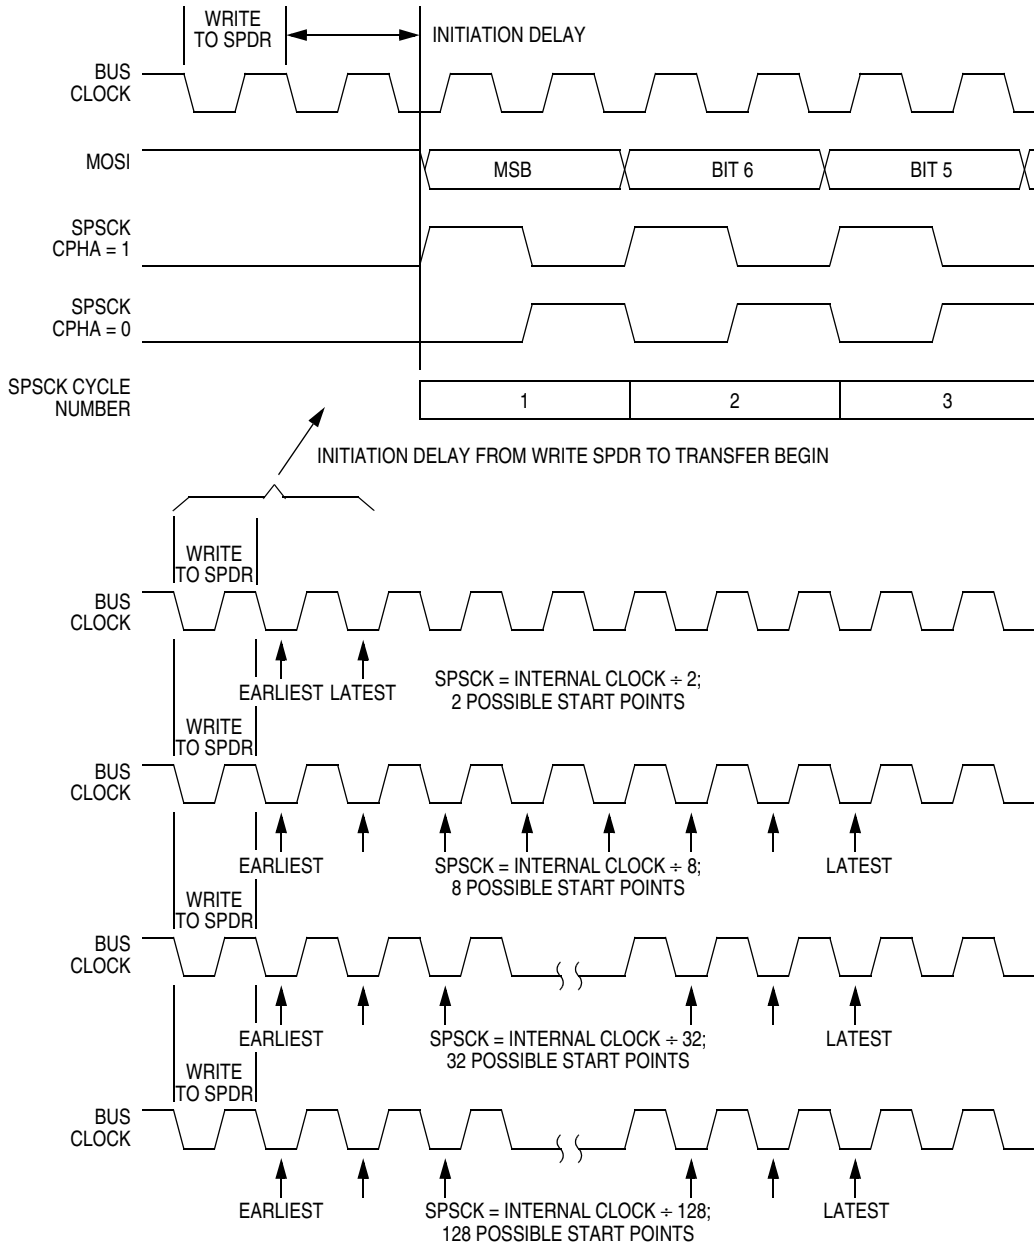 WRITE
TO SPDR
INITIATION DELAY
BUS
CLOCK
MOSI
MSB
BIT 6
BIT 5
SPSCK
CPHA = 1
SPSCK
CPHA = 0
SPSCK CYCLE
NUMBER
1
2
3
INITIATION DELAY FROM WRITE SPDR TO TRANSFER BEGIN
WRITE
TO SPDR
BUS
CLOCK
EARLIEST
LATEST
SPSCK = INTERNAL CLOCK ÷ 2;
2 POSSIBLE START POINTS
WRITE
TO SPDR
BUS
CLOCK
EARLIEST
SPSCK = INTERNAL CLOCK ÷ 8;
8 POSSIBLE START POINTS
LATEST
WRITE
TO SPDR
BUS
CLOCK
EARLIEST
SPSCK = INTERNAL CLOCK ÷ 32;
32 POSSIBLE START POINTS
LATEST
WRITE
TO SPDR
BUS
CLOCK
EARLIEST
SPSCK = INTERNAL CLOCK ÷ 128;
128 POSSIBLE START POINTS
LATEST